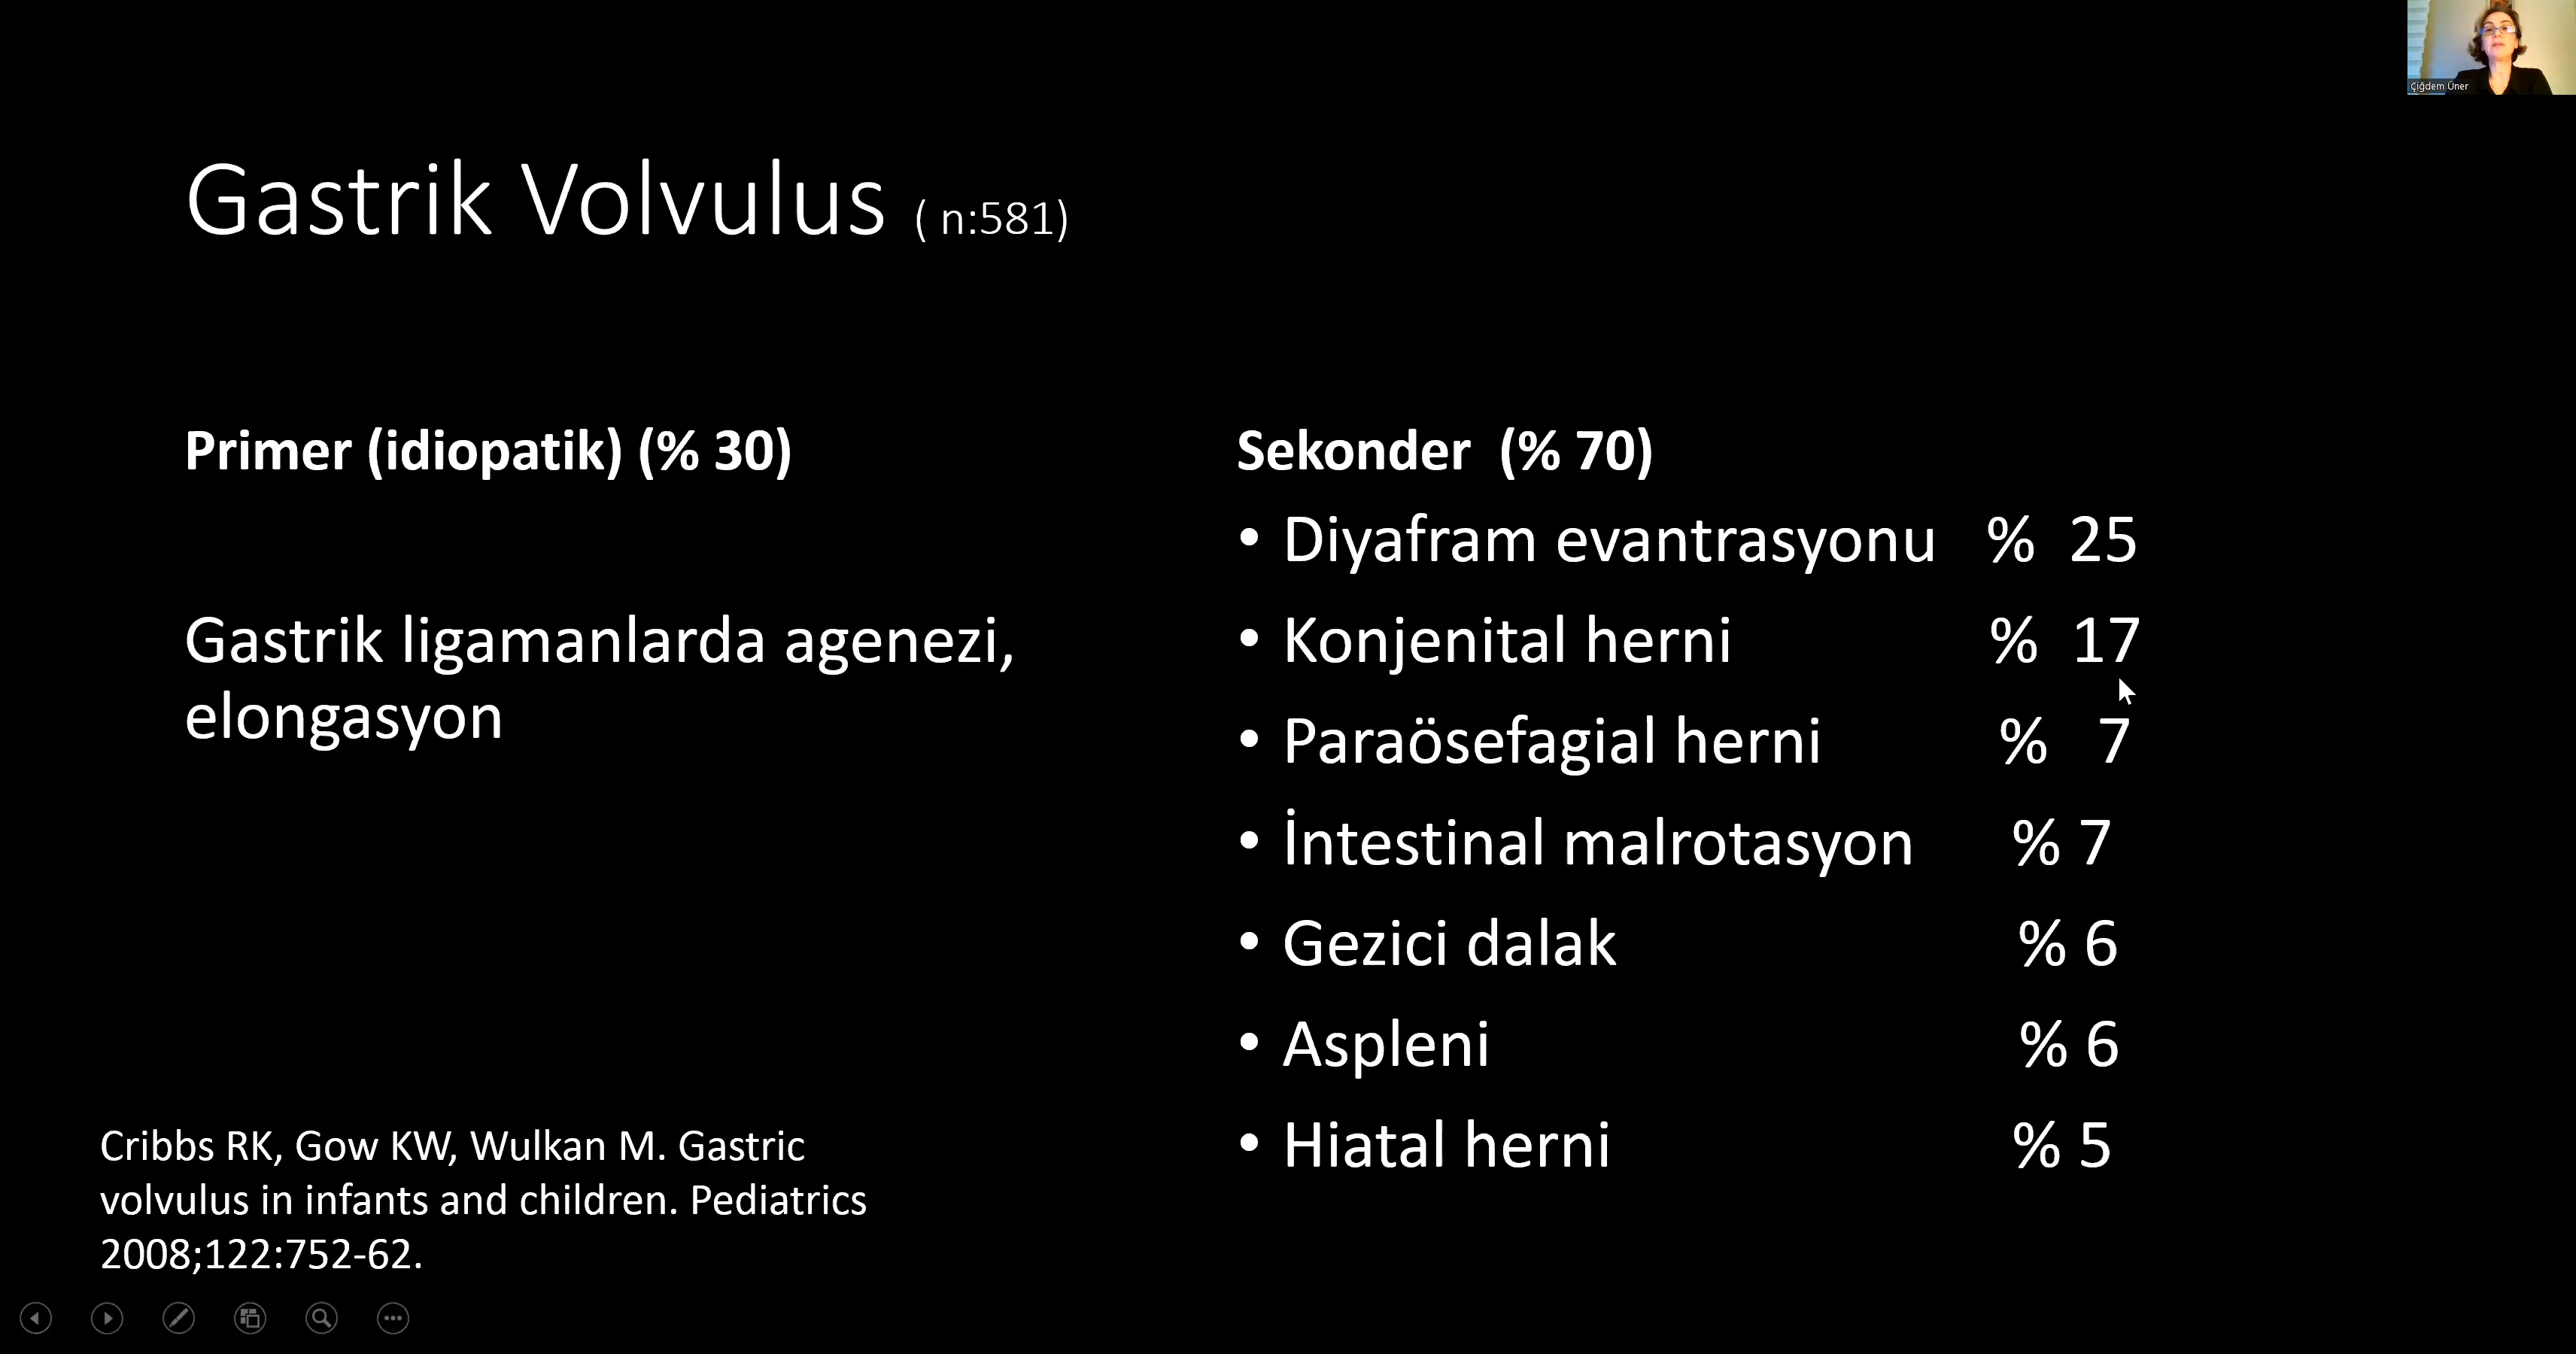 Çiğdem Üner
Gastrik Volvulus ( n:581)
Primer (idiopatik) (% 30)
Gastrik ligamanlarda agenezi,
elongasyon
Sekonder (% 70)
• Diyafram evantrasyonu % 25
• Konjenital herni % 17
• Paraösefagial herni % 7
• İntestinal malrotasyon % 7
• Gezici dalak % 6
• Aspleni % 6
• Hiatal herni % 5
Cribbs RK, Gow KW, Wulkan M. Gastric
volvulus in infants and children. Pediatrics
2008;122:752-62.